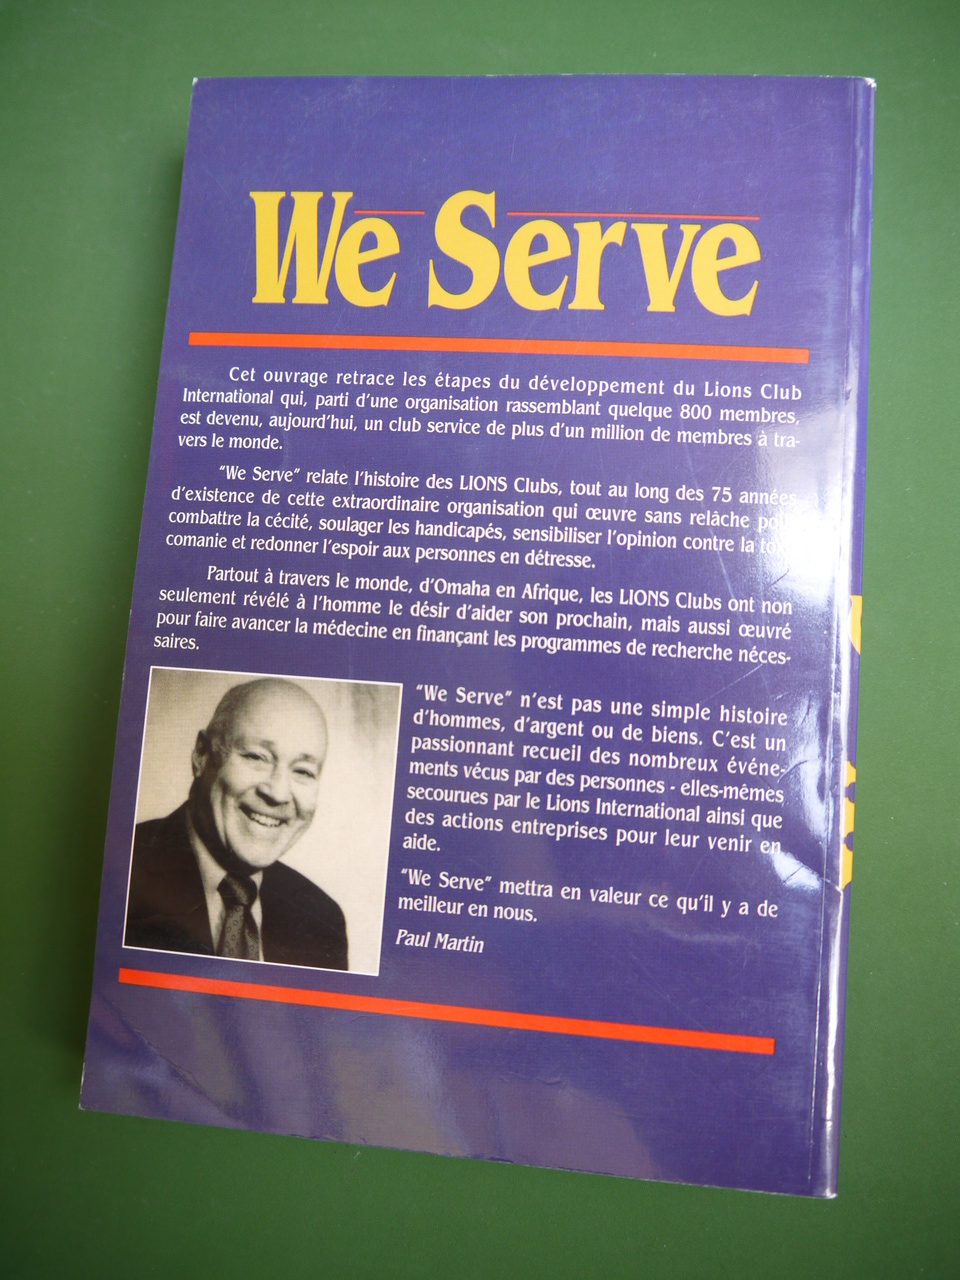 We Serve
Cet ouvrage retrace les étapes du développement du Lions Club
International qui, parti d'une organisation rassemblant quelque 800 membres,
est devenu, aujourd'hui, un club service de plus d'un million de membres à tra-
vers le monde.
"We Serve" relate l'histoire des LIONS Clubs, tout au long des 75 années
d'existence de cette extraordinaire organisation qui œuvre sans relâche pour
combattre la cécité, soulager les handicapés, sensibiliser l'opinion contre la
comanie et redonner l'espoir aux personnes en détresse.
Partout à travers le monde, d'Omaha en Afrique, les LIONS Clubs ont non
seulement révélé à l'homme le désir d'aider son prochain, mais aussi œuvré
pour faire avancer la médecine en finançant les programmes de recherche néces-
saires.
"We Serve" n'est pas une simple histoire
d'hommes, d'argent ou de biens. C'est un
passionnant recueil des nombreux événe-
ments vécus par des personnes - elles-mêmes
secourues par le Lions International ainsi que
des actions entreprises pour leur venir en
aide.
"We Serve" mettra en valeur ce qu'il y a de
meilleur en nous.
Paul Martin